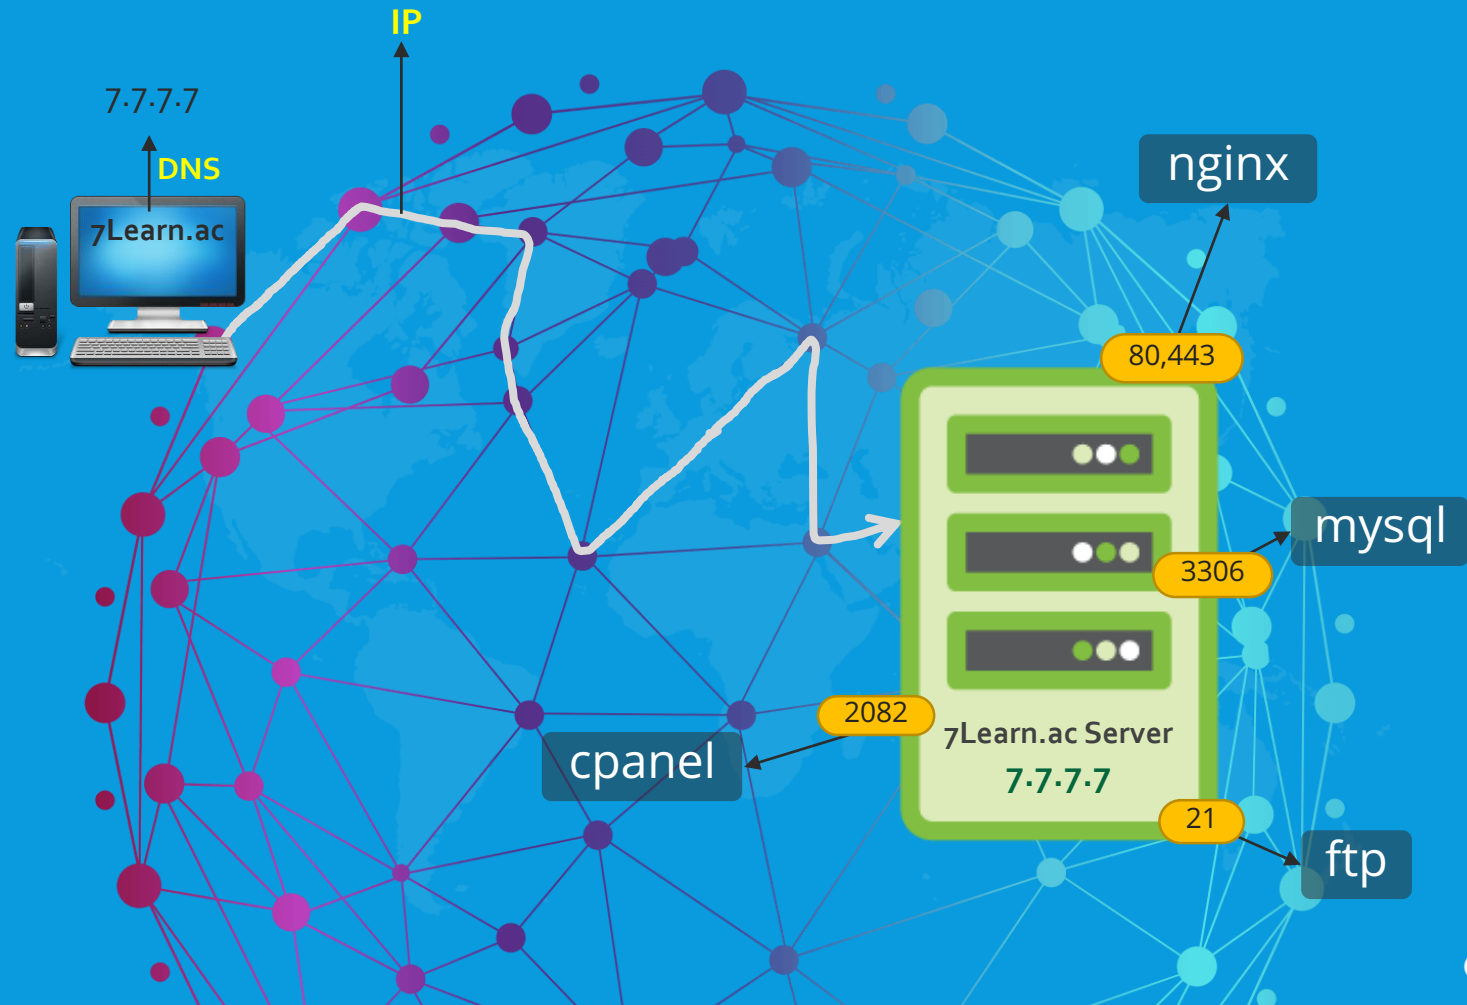 IP
7.7.7.7
DNS
7Learn.ac
nginx
80,443
mysql
3306
2082
cpanel
7Learn.ac Server
7.7.7.7
21
ftp